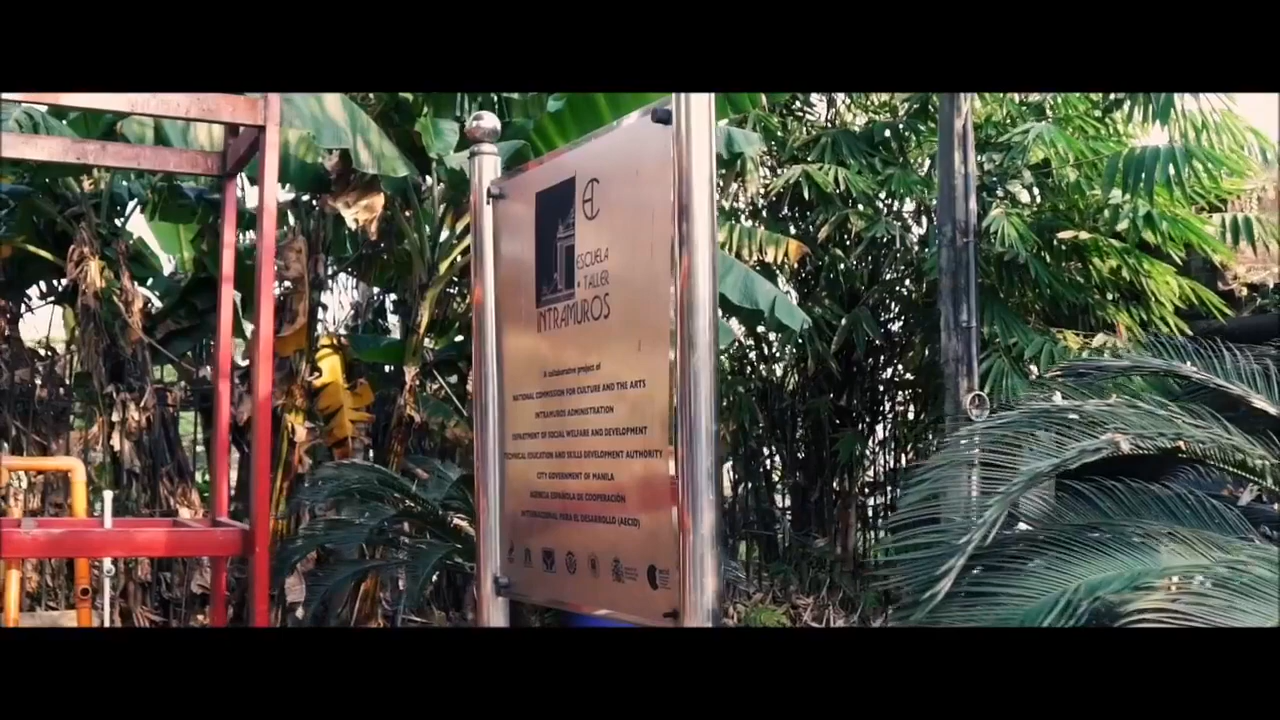 ESCUELA
• TALLER
INTRAMUROS
A collaborative project of
NATIONAL COMMISSION FOR CULTURE AND THE ARTS
INTRAMUROS ADMINISTRATION
DEPARTMENT OF SOCIAL WELFARE AND DEVELOPMENT
TECHNICAL EDUCATION AND SKILLS DEVELOPMENT AUTHORITY
CITY GOVERNMENT OF MANILA
AGENCIA ESPAÑOLA DE COOPERACIÓN
INTERNACIONAL PARA EL DESARROLLO (AECID)